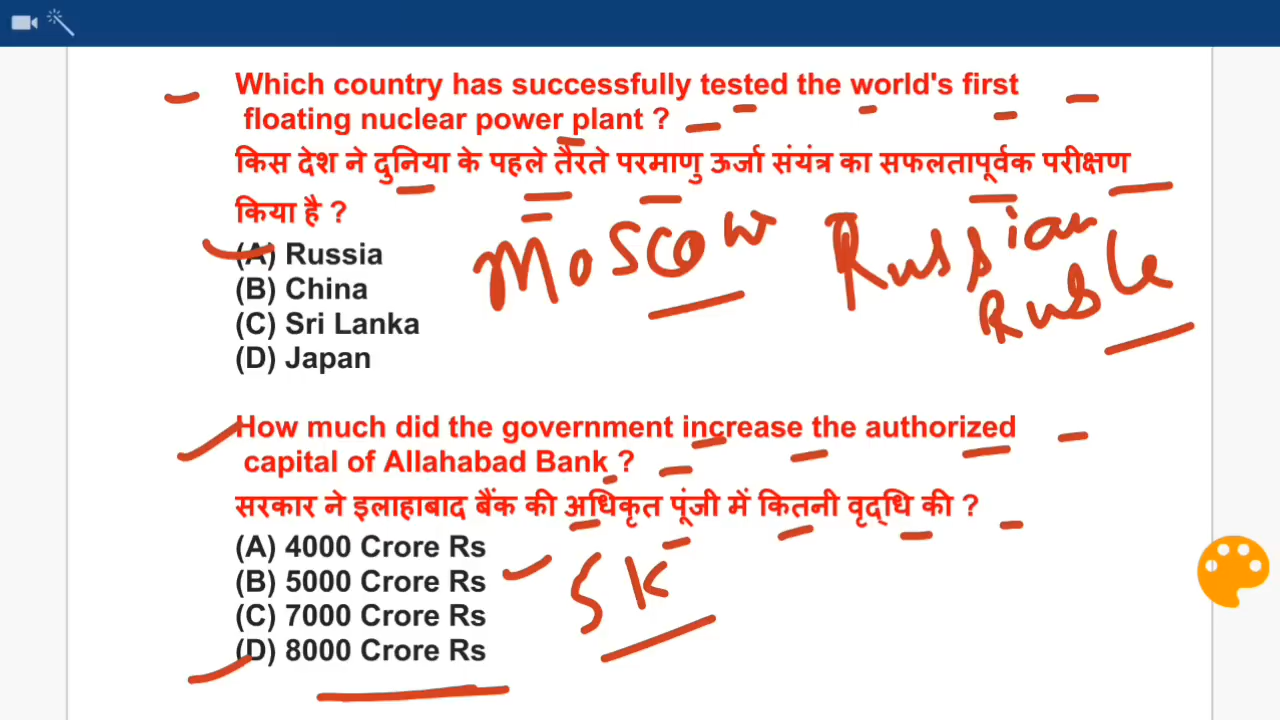 Which country has successfully tested the world's first
floating nuclear power plant ?
किस देश ने दुनिया के पहले तैरते परमाणु ऊर्जा संयंत्र का सफलतापूर्वक परीक्षण
किया है ?
(A) Russia
(B) China
(C) Sri Lanka
(D) Japan
Moscow
Russian
Ruble
How much did the government increase the authorized
capital of Allahabad Bank ?
सरकार ने इलाहाबाद बैंक की अधिकृत पूंजी में कितनी वृद्धि की ?
(A) 4000 Crore Rs
(B) 5000 Crore Rs
(C) 7000 Crore Rs
(D) 8000 Crore Rs
5K